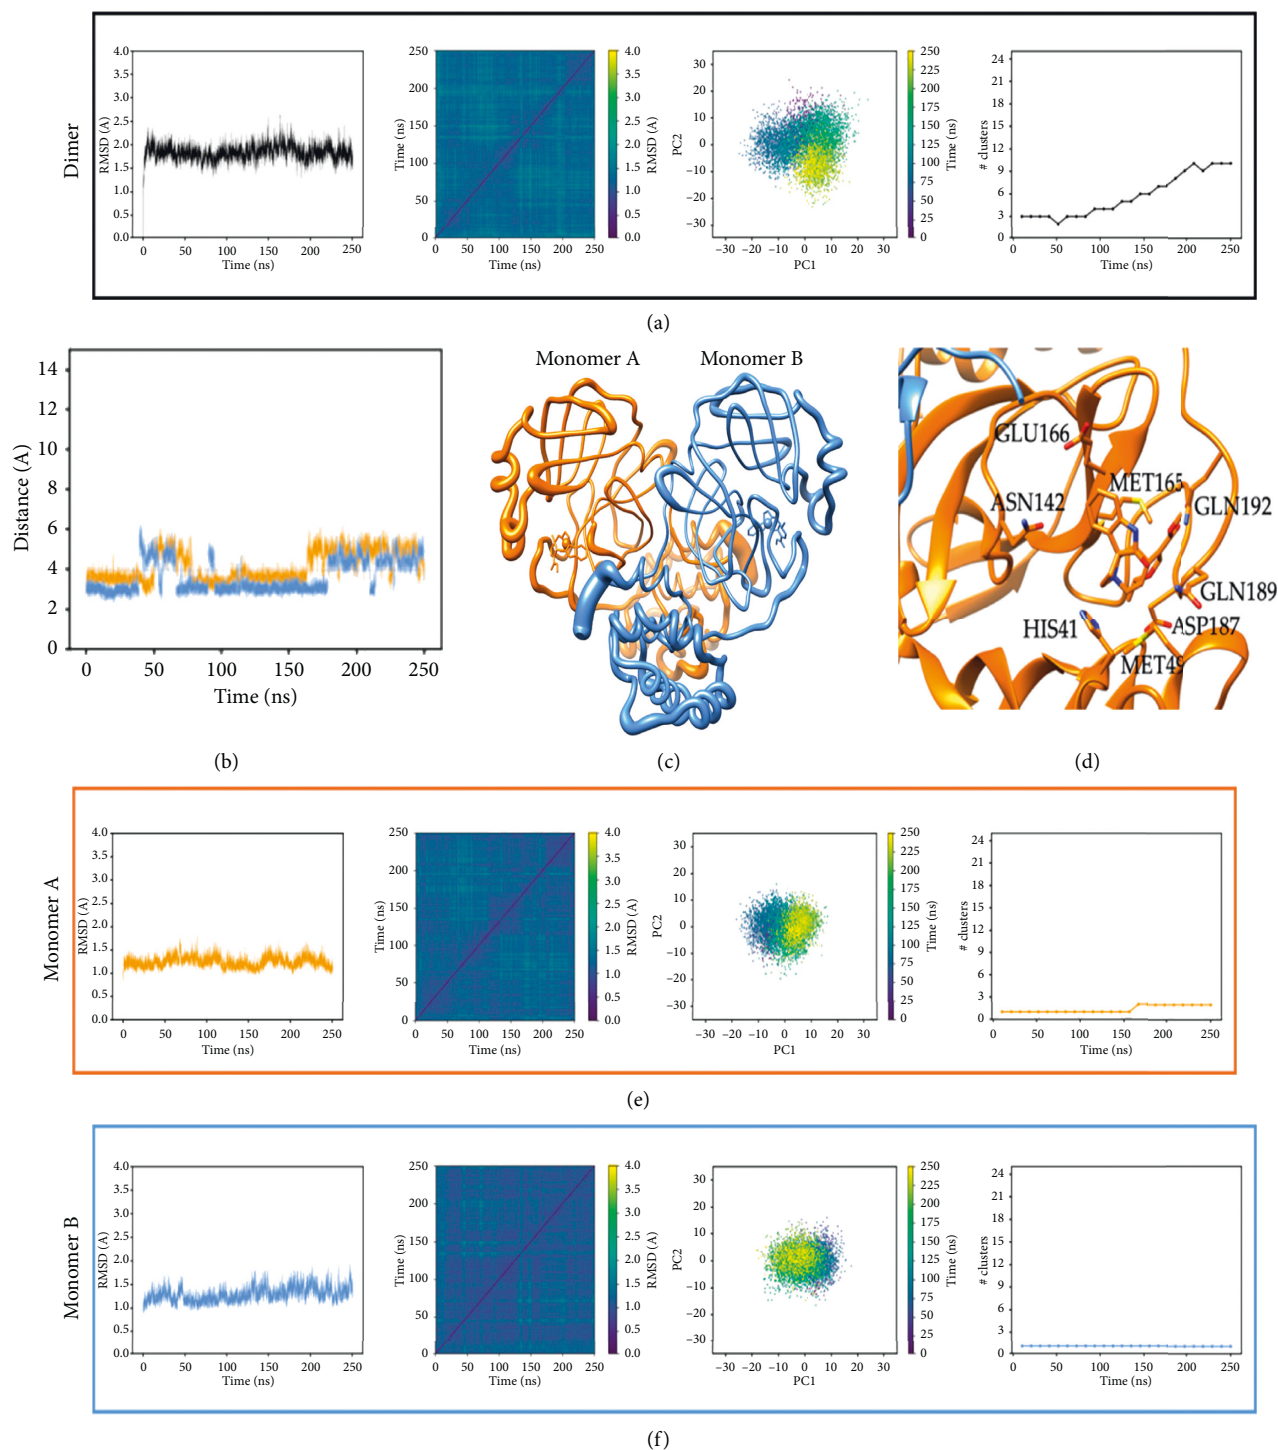 Dimer
4.0
3.5
3.0
2.5
2.0
1.5
1.0
0.5
0.0
RMSD (A)
0 50 100 150 200 250
Time (ns)
250
200
150
100
50
0
Time (ns)
0 50 100 150 200 250
Time (ns)
4.0
3.5
3.0
2.5
2.0
1.5
1.0
0.5
0.0
RMSD (A)
30
20
10
0
−10
−20
−30
PC2
−30 −20 −10 0 10 20 30
PC1
250
225
200
175
150
125
100
75
50
25
0
Time (ns)
24
21
18
15
12
9
6
3
0
# clusters
0 50 100 150 200 250
Time (ns)
(a)
14
12
10
8
6
4
2
0
Distance (A)
0 50 100 150 200 250
Time (ns)
(b)
Monomer A Monomer B
(c)
GLU166
MET165
ASN142
GLN192
GLN189
HIS41
ASP187
MET49
(d)
Monomer A
4.0
3.5
3.0
2.5
2.0
1.5
1.0
0.5
0.0
RMSD (A)
0 50 100 150 200 250
Time (ns)
250
200
150
100
50
0
Time (ns)
0 50 100 150 200 250
Time (ns)
4.0
3.5
3.0
2.5
2.0
1.5
1.0
0.5
0.0
RMSD (A)
30
20
10
0
−10
−20
−30
PC2
−30 −20 −10 0 10 20 30
PC1
250
225
200
175
150
125
100
75
50
25
0
Time (ns)
24
21
18
15
12
9
6
3
0
# clusters
0 50 100 150 200 250
Time (ns)
(e)
Monomer B
4.0
3.5
3.0
2.5
2.0
1.5
1.0
0.5
0.0
RMSD (A)
0 50 100 150 200 250
Time (ns)
250
200
150
100
50
0
Time (ns)
0 50 100 150 200 250
Time (ns)
4.0
3.5
3.0
2.5
2.0
1.5
1.0
0.5
0.0
RMSD (A)
30
20
10
0
−10
−20
−30
PC2
−30 −20 −10 0 10 20 30
PC1
250
225
200
175
150
125
100
75
50
25
0
Time (ns)
24
21
18
15
12
9
6
3
0
# clusters
0 50 100 150 200 250
Time (ns)
(f)